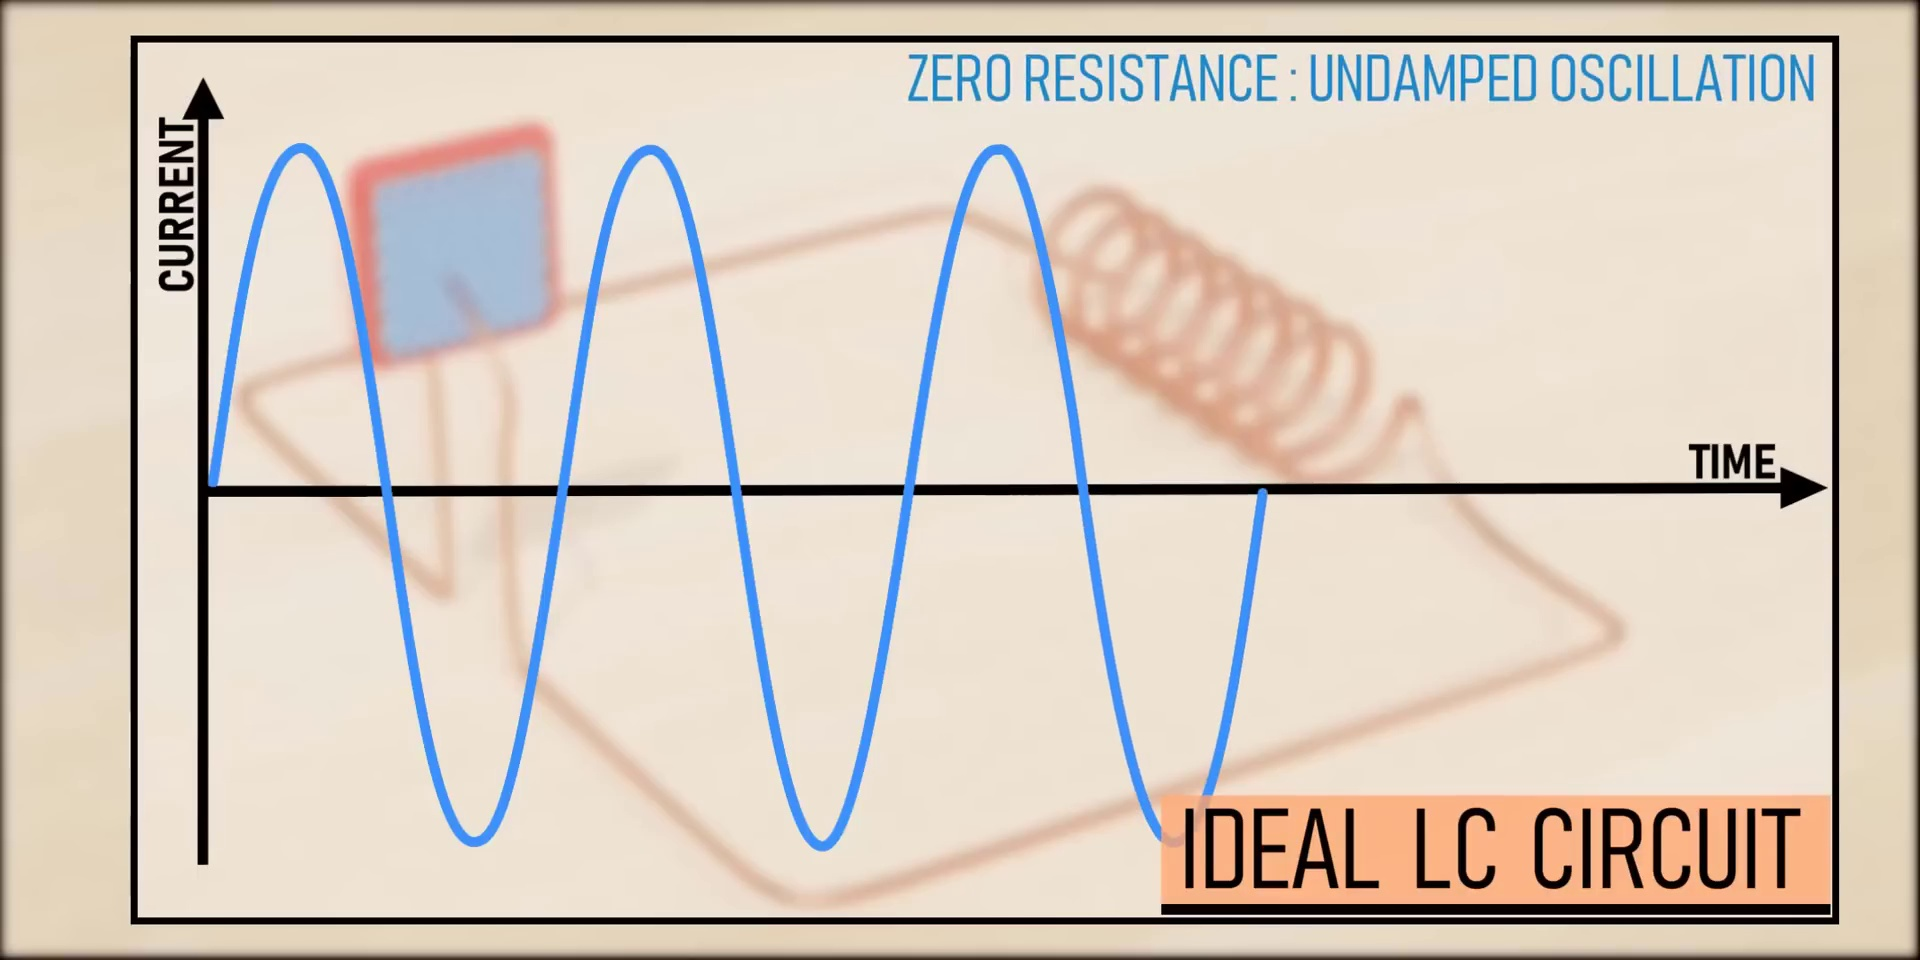 ZERO RESISTANCE : UNDAMPED OSCILLATION
CURRENT
TIME
IDEAL LC CIRCUIT